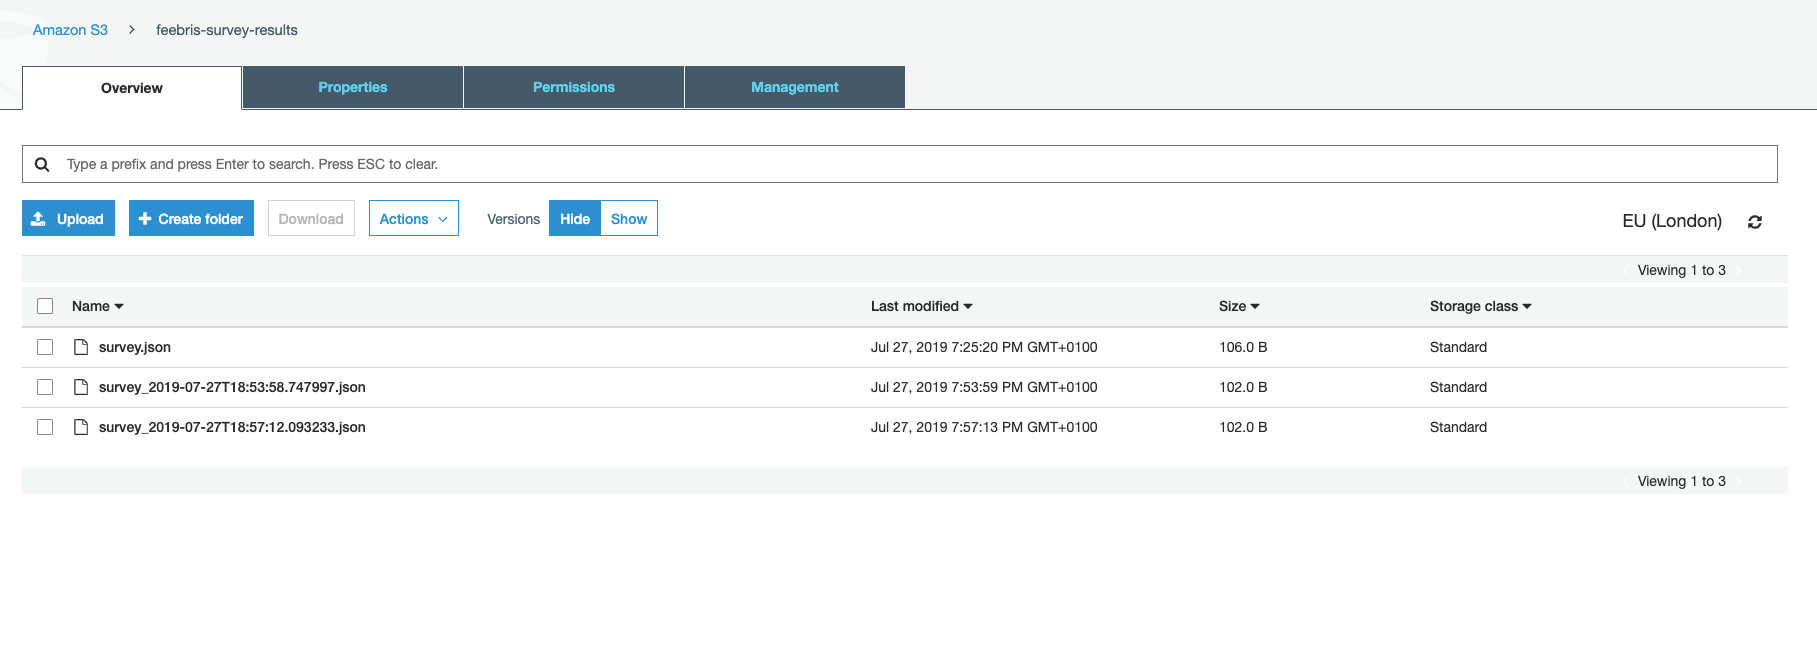 Amazon S3 > feebris-survey-results
Overview Properties Permissions Management
Type a prefix and press Enter to search. Press ESC to clear.
Upload + Create folder Download Actions Versions Hide Show EU (London)
Viewing 1 to 3
Name Last modified Size Storage class
survey.json Jul 27, 2019 7:25:20 PM GMT+0100 106.0 B Standard
survey_2019-07-27T18:53:58.747997.json Jul 27, 2019 7:53:59 PM GMT+0100 102.0 B Standard
survey_2019-07-27T18:57:12.093233.json Jul 27, 2019 7:57:13 PM GMT+0100 102.0 B Standard
Viewing 1 to 3